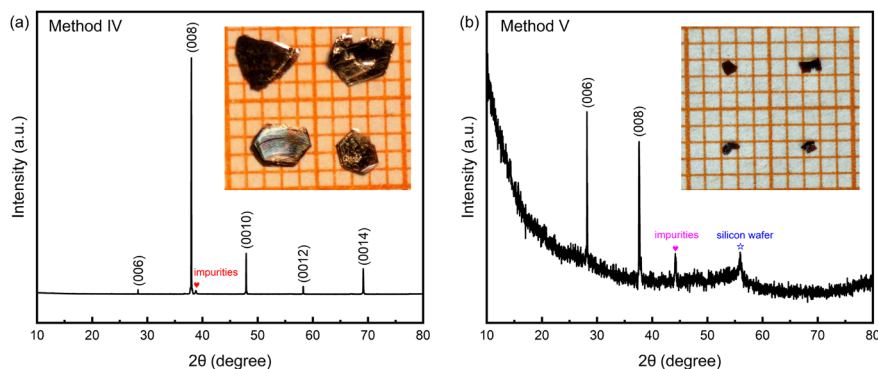 (a)
Method IV
(008)
(006)
impurities
(0010)
(0012)
(0014)
Intensity (a.u.)
10 20 30 40 50 60 70 80
2θ (degree)
(b)
Method V
(006)
(008)
impurities
silicon wafer
Intensity (a.u.)
10 20 30 40 50 60 70 80
2θ (degree)